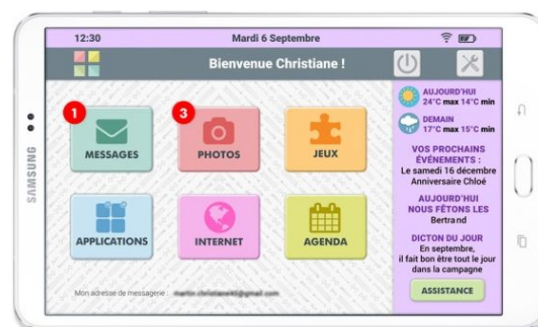 12:30 Mardi 6 Septembre
Bienvenue Christiane !
1
MESSAGES
3
PHOTOS
JEUX
APPLICATIONS
INTERNET
AGENDA
Mon adresse de messagerie :
AUJOURD'HUI
24°C max 14°C min
DEMAIN
17°C max 15°C min
VOS PROCHAINS
ÉVÉNEMENTS :
Le samedi 16 décembre
Anniversaire Chloé
AUJOURD'HUI
NOUS FÊTONS LES
Bertrand
DICTON DU JOUR
En septembre,
il fait bon être tout le jour
dans la campagne
ASSISTANCE
SAMSUNG